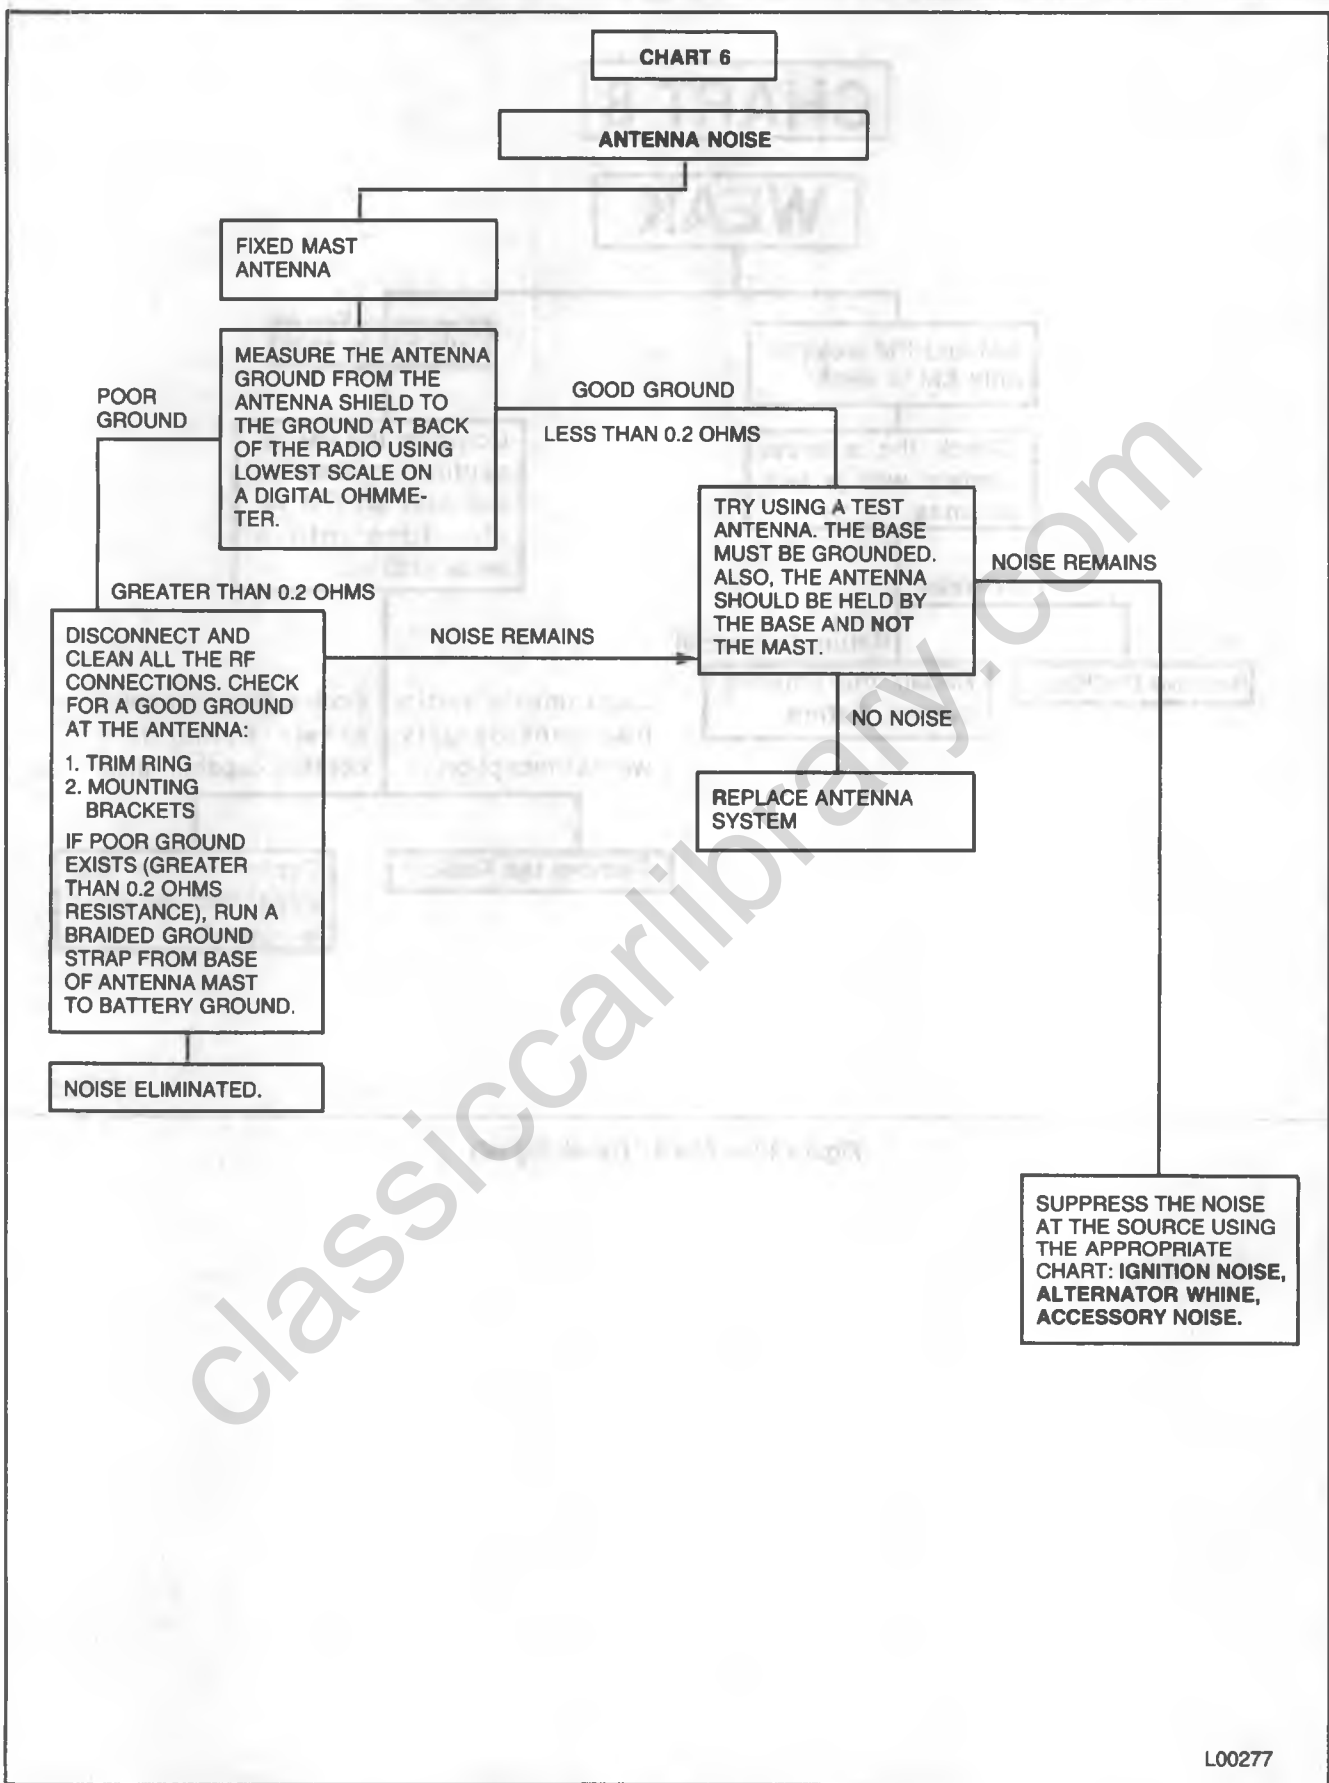 CHART 6
ANTENNA NOISE
FIXED MAST
ANTENNA
MEASURE THE ANTENNA
GROUND FROM THE
ANTENNA SHIELD TO
THE GROUND AT BACK
OF THE RADIO USING
LOWEST SCALE ON
A DIGITAL OHMME-
TER.
POOR
GROUND
GREATER THAN 0.2 OHMS
GOOD GROUND
LESS THAN 0.2 OHMS
DISCONNECT AND
CLEAN ALL THE RF
CONNECTIONS. CHECK
FOR A GOOD GROUND
AT THE ANTENNA:
1. TRIM RING
2. MOUNTING
BRACKETS
IF POOR GROUND
EXISTS (GREATER
THAN 0.2 OHMS
RESISTANCE), RUN A
BRAIDED GROUND
STRAP FROM BASE
OF ANTENNA MAST
TO BATTERY GROUND.
NOISE ELIMINATED.
NOISE REMAINS
TRY USING A TEST
ANTENNA. THE BASE
MUST BE GROUNDED.
ALSO, THE ANTENNA
SHOULD BE HELD BY
THE BASE AND NOT
THE MAST.
NO NOISE
REPLACE ANTENNA
SYSTEM
NOISE REMAINS
SUPPRESS THE NOISE
AT THE SOURCE USING
THE APPROPRIATE
CHART: IGNITION NOISE,
ALTERNATOR WHINE,
ACCESSORY NOISE.
classiccarlibrary.com
L00277